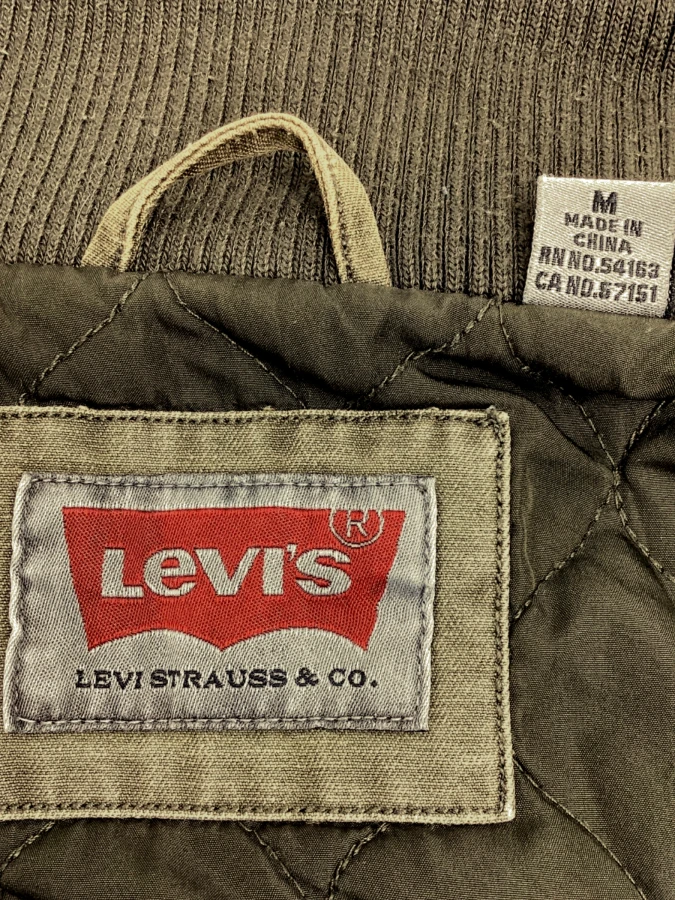 M
MADE IN
CHINA
RN NO.54163
CA NO.57151
LEVI'S
®
LEVI STRAUSS & CO.